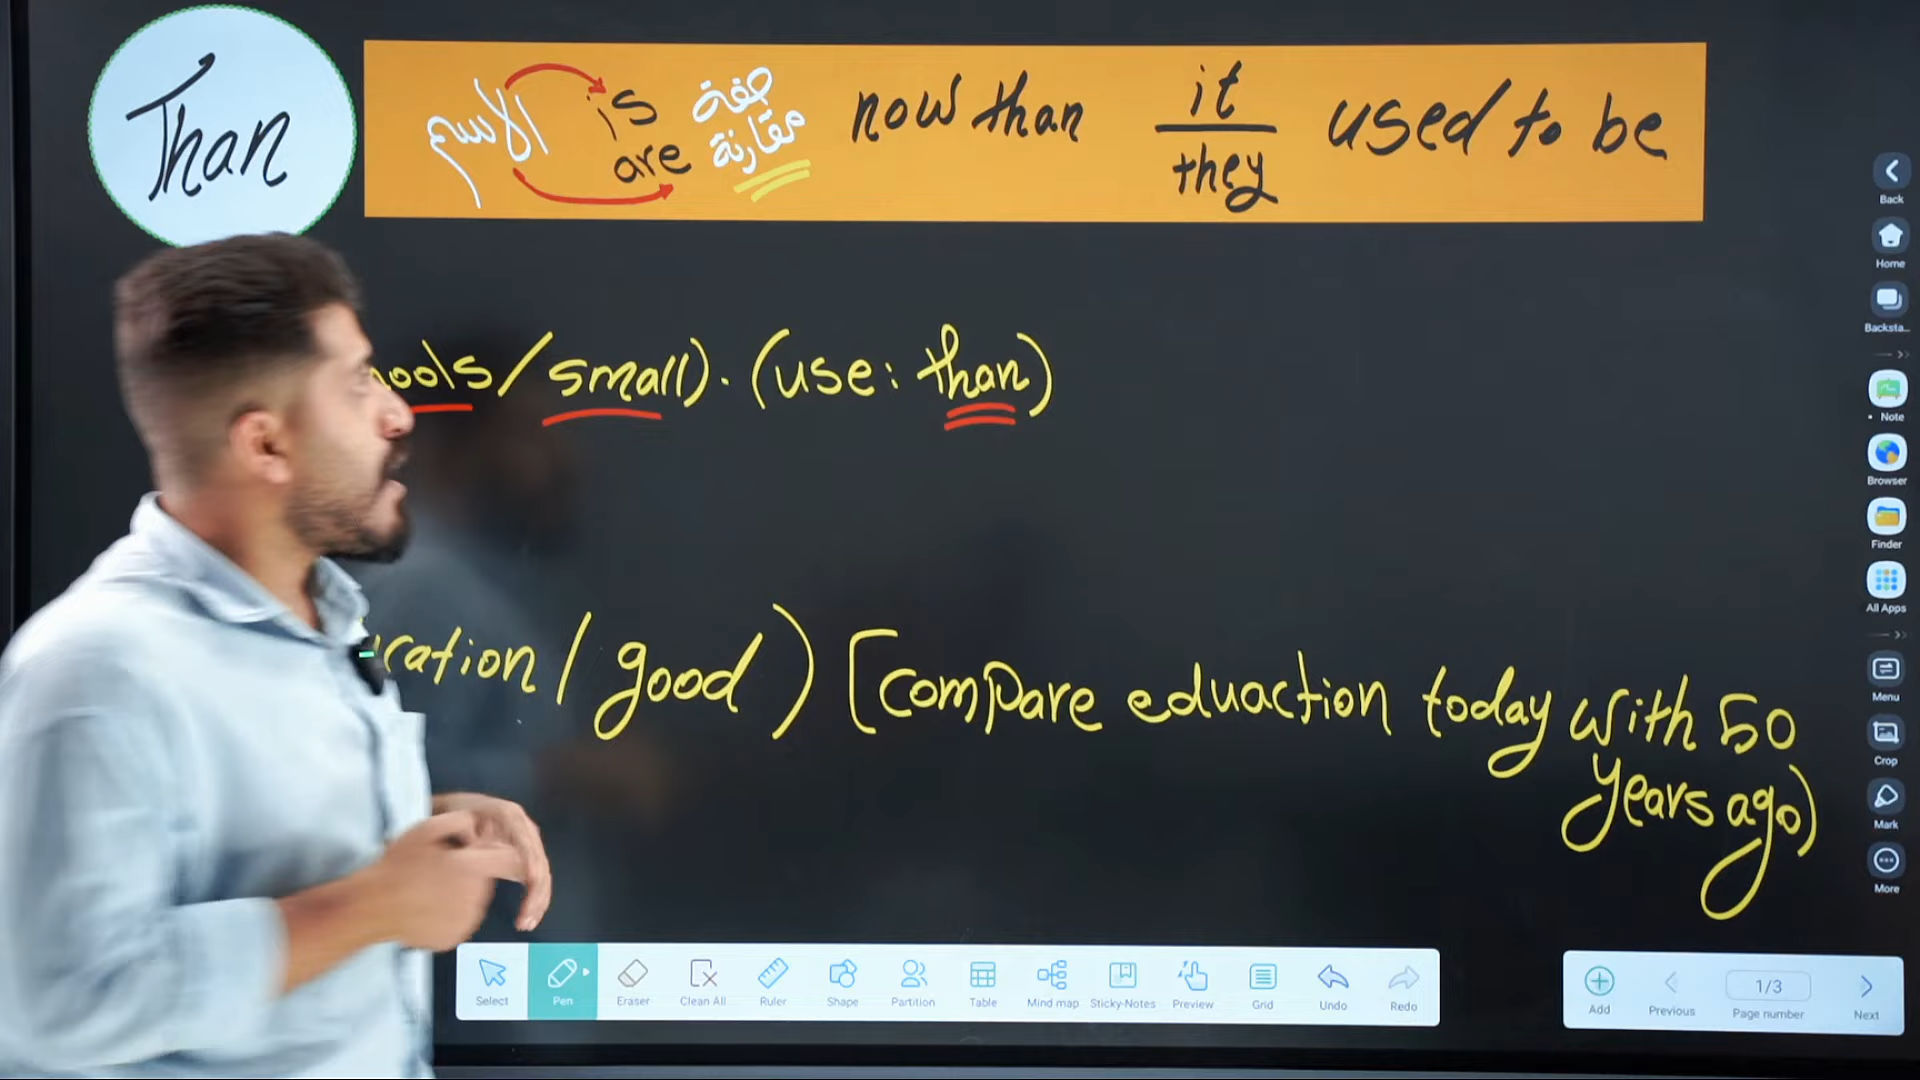 Than
الاسم is are صفة مقارنة now than it they used to be
ools / small). (use: than)
cation / good) [compare eduaction today with 50
years ago)
Back
Home
Backsta...
Note
Browser
Finder
All Apps
Menu
Crop
Mark
More
Select Pen Eraser Clean All Ruler Shape Partition Table Mind map Sticky-Notes Preview Grid Undo Redo
Add Previous 1/3 Page number Next